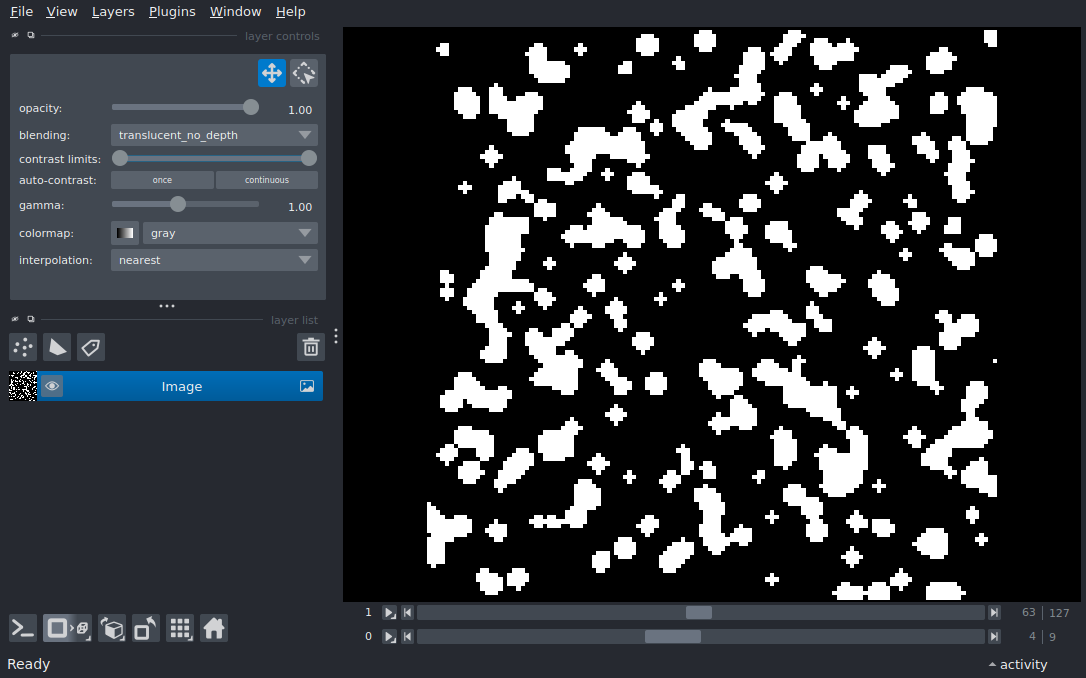 File View Layers Plugins Window Help
layer controls
opacity: 1.00
blending: translucent_no_depth
contrast limits:
auto-contrast: once continuous
gamma: 1.00
colormap: gray
interpolation: nearest
layer list
Image
1 63 127
0 4 9
Ready activity